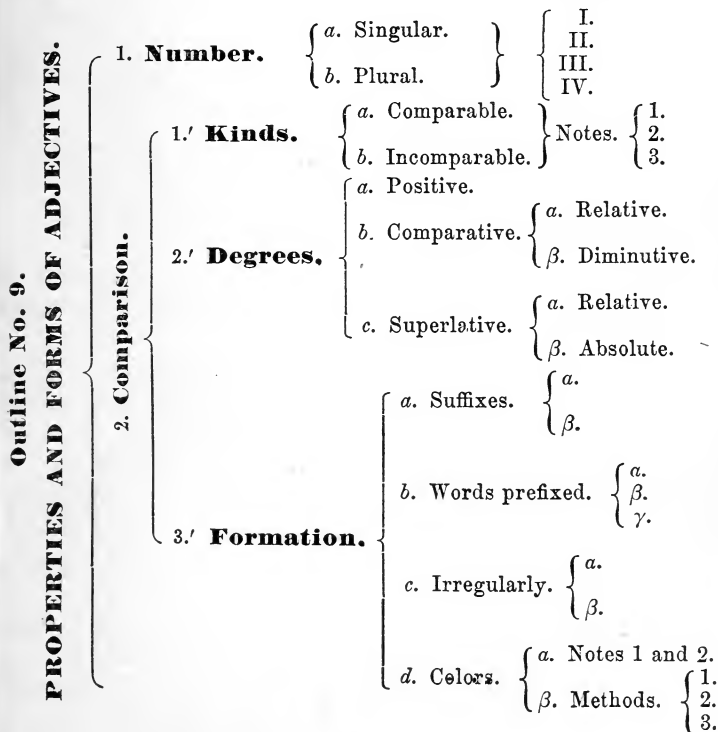 Outline No. 9.
PROPERTIES AND FORMS OF ADJECTIVES.
1. Number.
a. Singular.
b. Plural.
I.
II.
III.
IV.
2. Comparison.
1.′ Kinds.
a. Comparable.
b. Incomparable.
Notes.
1.
2.
3.
2.′ Degrees.
a. Positive.
b. Comparative.
α. Relative.
β. Diminutive.
c. Superlative.
α. Relative.
β. Absolute.
3.′ Formation.
a. Suffixes.
α.
β.
b. Words prefixed.
α.
β.
γ.
c. Irregularly.
α.
β.
d. Colors.
α. Notes 1 and 2.
β. Methods.
1.
2.
3.